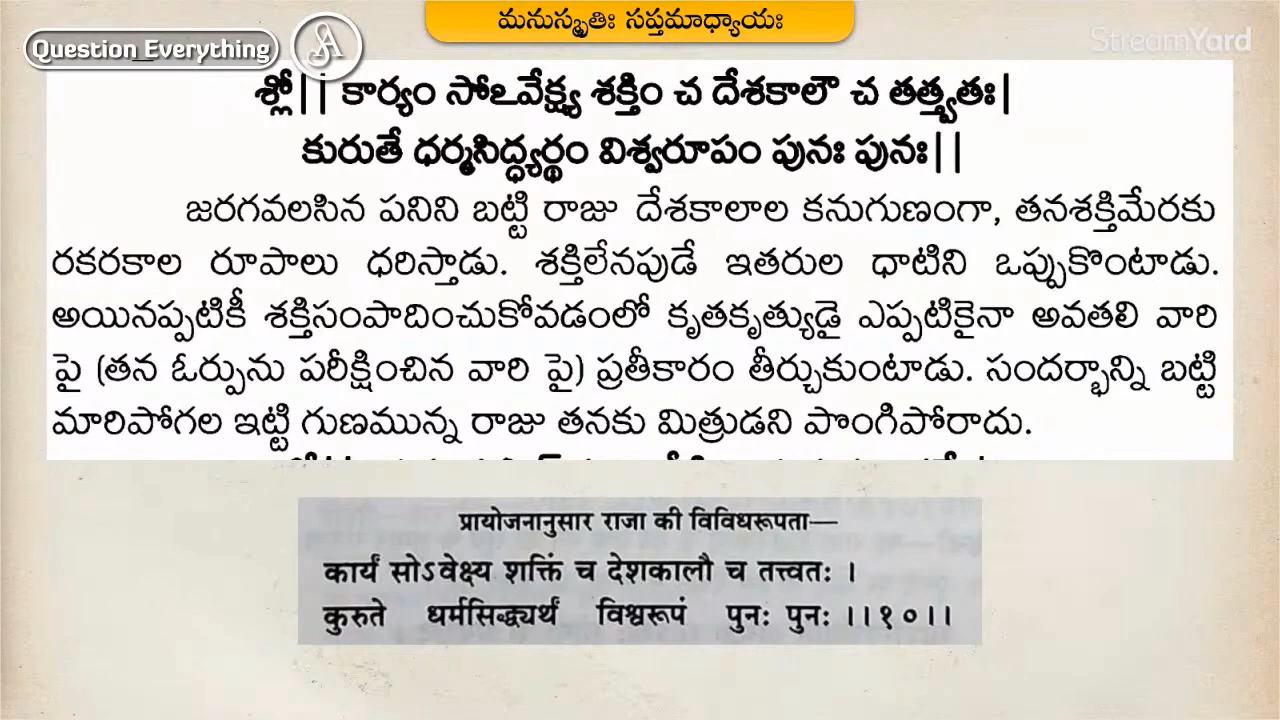 మనుస్మృతిః సప్తమాధ్యాయః
Question Everything
StreamYard
శ్లో|| కార్యం సోఽవేక్ష్య శక్తిం చ దేశకాలౌ చ తత్త్వతః|
కురుతే ధర్మసిద్ధ్యర్థం విశ్వరూపం పునః పునః||
జరగవలసిన పనిని బట్టి రాజు దేశకాలాల కనుగుణంగా, తనశక్తిమేరకు
రకరకాల రూపాలు ధరిస్తాడు. శక్తిలేనపుడే ఇతరుల ధాటిని ఒప్పుకొంటాడు.
అయినప్పటికీ శక్తిసంపాదించుకోవడంలో కృతకృత్యుడై ఎప్పటికైనా అవతలి వారి
పై (తన ఓర్పును పరీక్షించిన వారి పై) ప్రతీకారం తీర్చుకుంటాడు. సందర్భాన్ని బట్టి
మారిపోగల ఇట్టి గుణమున్న రాజు తనకు మిత్రుడని పొంగిపోరాదు.
प्रायोजनानुसार राजा की विविधरूपता—
कार्यं सोऽवेक्ष्य शक्तिं च देशकालौ च तत्त्वतः ।
कुरुते धर्मसिद्ध्यर्थं विश्वरूपं पुनः पुनः ।।१०।।